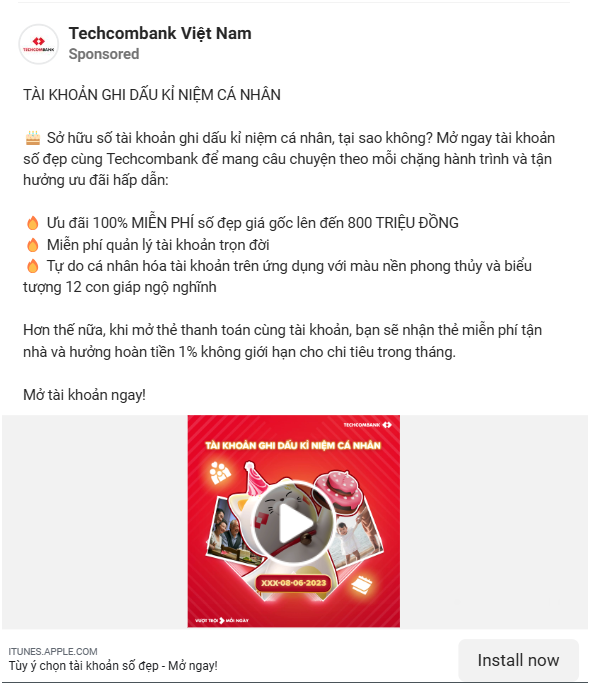 Techcombank Việt Nam
TECHCOMBANK
Sponsored
TÀI KHOẢN GHI DẤU KỈ NIỆM CÁ NHÂN
🎂 Sở hữu số tài khoản ghi dấu kỉ niệm cá nhân, tại sao không? Mở ngay tài khoản
số đẹp cùng Techcombank để mang câu chuyện theo mỗi chặng hành trình và tận
hưởng ưu đãi hấp dẫn:
🔥 Ưu đãi 100% MIỄN PHÍ số đẹp giá gốc lên đến 800 TRIỆU ĐỒNG
🔥 Miễn phí quản lý tài khoản trọn đời
🔥 Tự do cá nhân hóa tài khoản trên ứng dụng với màu nền phong thủy và biểu
tượng 12 con giáp ngộ nghĩnh
Hơn thế nữa, khi mở thẻ thanh toán cùng tài khoản, bạn sẽ nhận thẻ miễn phí tận
nhà và hưởng hoàn tiền 1% không giới hạn cho chi tiêu trong tháng.
Mở tài khoản ngay!
TECHCOMBANK
TÀI KHOẢN GHI DẤU KỈ NIỆM CÁ NHÂN
XXX-08-06-2023
VƯỢT TRỘI MỖI NGÀY
ITUNES.APPLE.COM
Tùy ý chọn tài khoản số đẹp - Mở ngay!
Install now